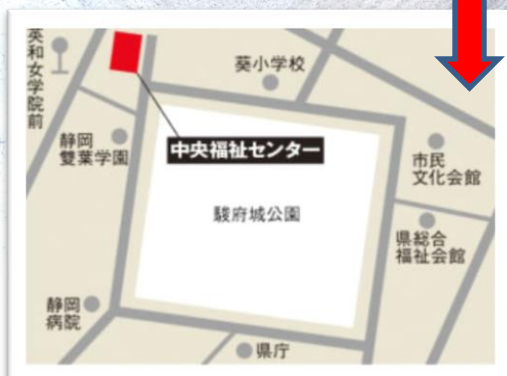 英和女学院前
葵小学校
静岡
雙葉学園
中央福祉センター
市民
文化会館
駿府城公園
県総合
福祉会館
静岡
病院
県庁